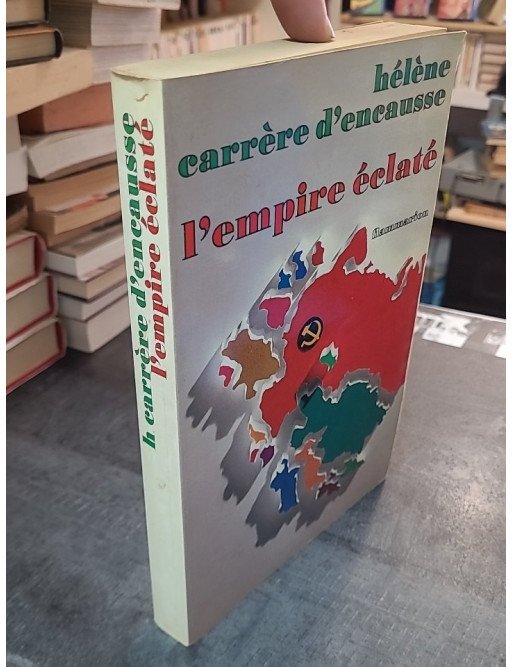 hélène
carrère d'encausse
l'empire éclaté
flammarion
h carrère d'encausse
l'empire éclaté